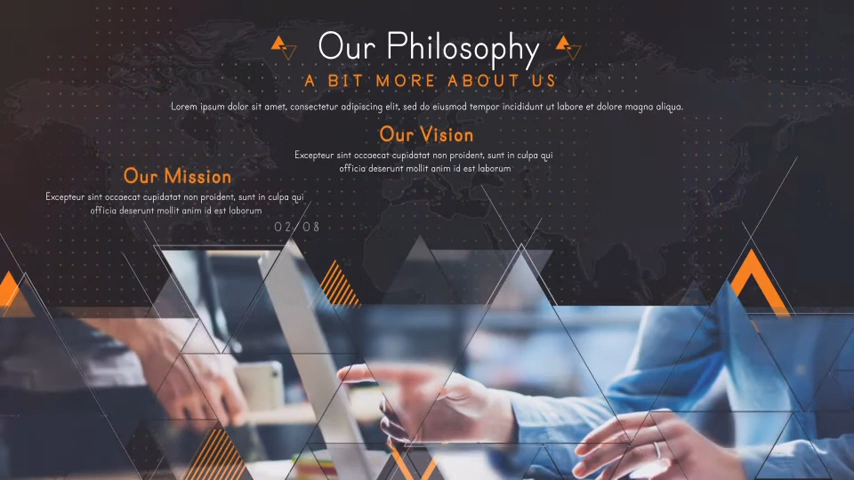 Our Philosophy
A BIT MORE ABOUT US
Lorem ipsum dolor sit amet, consectetur adipiscing elit, sed do eiusmod tempor incididunt ut labore et dolore magna aliqua.
Our Vision
Excepteur sint occaecat cupidatat non proident, sunt in culpa qui
officia deserunt mollit anim id est laborum
Our Mission
Excepteur sint occaecat cupidatat non proident, sunt in culpa qui
officia deserunt mollit anim id est laborum
02/08